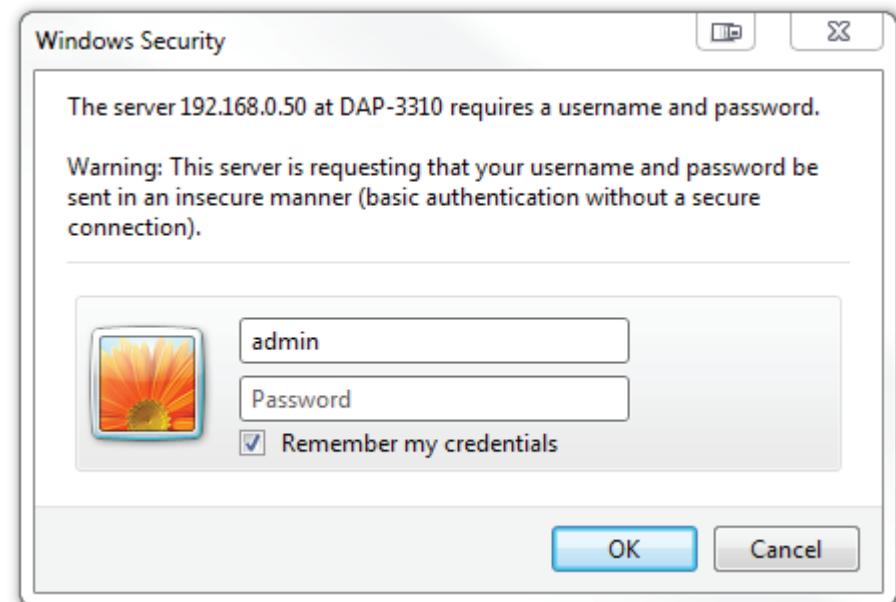 Windows Security
The server 192.168.0.50 at DAP-3310 requires a username and password.
Warning: This server is requesting that your username and password be
sent in an insecure manner (basic authentication without a secure
connection).
admin
Password
Remember my credentials
OK
Cancel